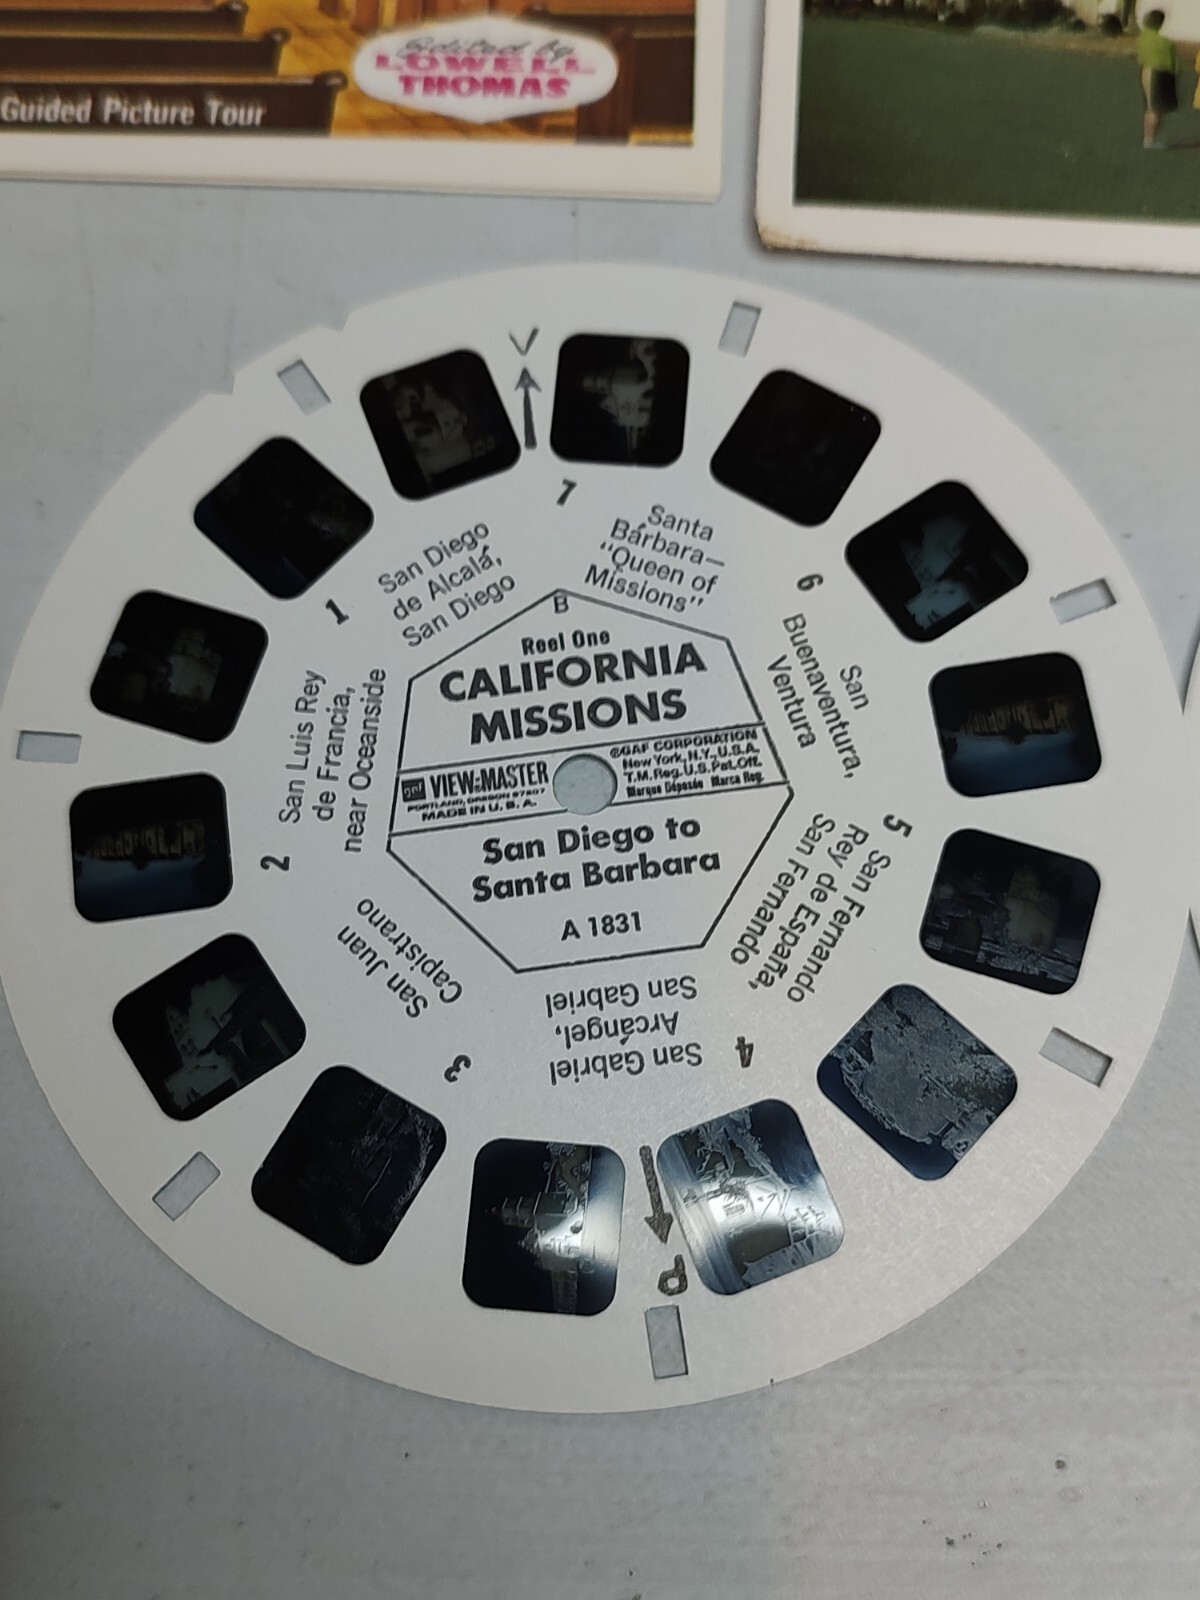 Edited by
LOWELL
THOMAS
Guided Picture Tour
V
7
Santa
Bárbara—
"Queen of
Missions"
6
San
Buenaventura,
Ventura
5
San Fernando
Rey de España,
San Fernando
4
San Gabriel
Arcángel,
San Gabriel
3
San Juan
Capistrano
2
San Luis Rey
de Francia,
near Oceanside
1
San Diego
de Alcalá,
San Diego
B
Reel One
CALIFORNIA
MISSIONS
gaf VIEW-MASTER
PORTLAND, OREGON 97207
MADE IN U.S.A.
©GAF CORPORATION
New York, N.Y., U.S.A.
T.M. Reg. U.S. Pat. Off.
Marque Déposée Marca Reg.
San Diego to
Santa Barbara
A 1831